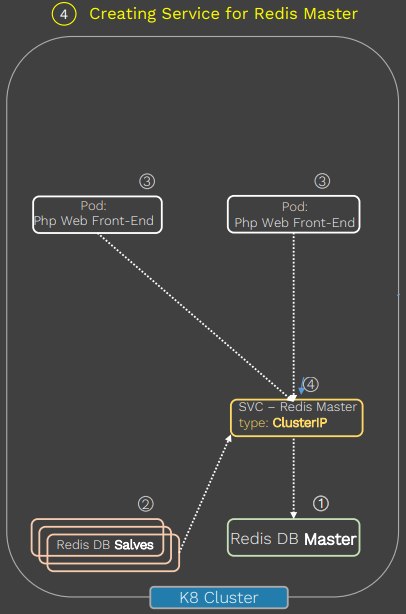 ④ Creating Service for Redis Master
③
③
Pod:
Php Web Front-End
Pod:
Php Web Front-End
④
SVC – Redis Master
type: ClusterIP
②
①
Redis DB Salves
Redis DB Master
K8 Cluster